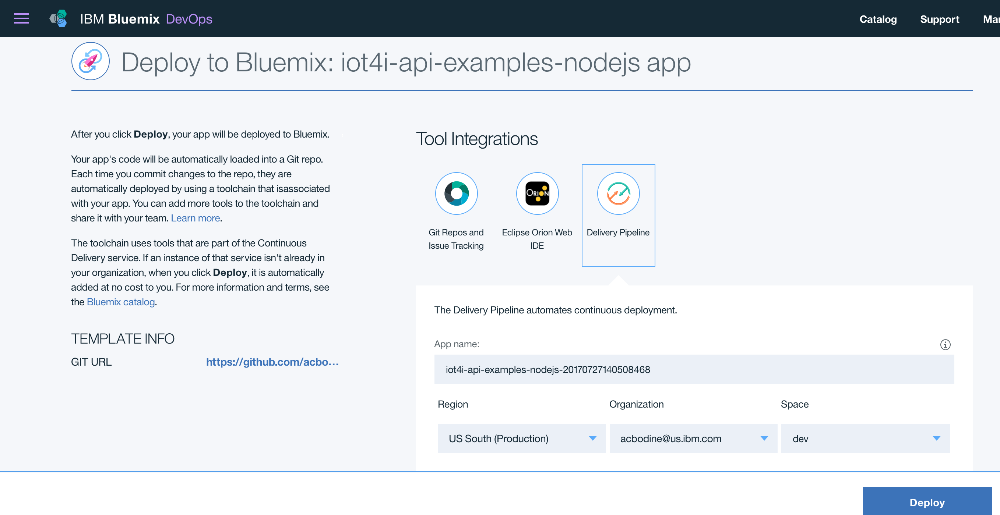 IBM Bluemix DevOps
Catalog
Support
Deploy to Bluemix: iot4i-api-examples-nodejs app
After you click Deploy, your app will be deployed to Bluemix.
Your app's code will be automatically loaded into a Git repo.
Each time you commit changes to the repo, they are
automatically deployed by using a toolchain that isassociated
with your app. You can add more tools to the toolchain and
share it with your team. Learn more.
The toolchain uses tools that are part of the Continuous
Delivery service. If an instance of that service isn't already in
your organization, when you click Deploy, it is automatically
added at no cost to you. For more information and terms, see
the Bluemix catalog.
TEMPLATE INFO
GIT URL
https://github.com/acbo...
Tool Integrations
Git Repos and
Issue Tracking
ORION
Eclipse Orion Web
IDE
Delivery Pipeline
The Delivery Pipeline automates continuous deployment.
App name:
iot4i-api-examples-nodejs-20170727140508468
Region
Organization
Space
US South (Production)
acbodine@us.ibm.com
dev
Deploy